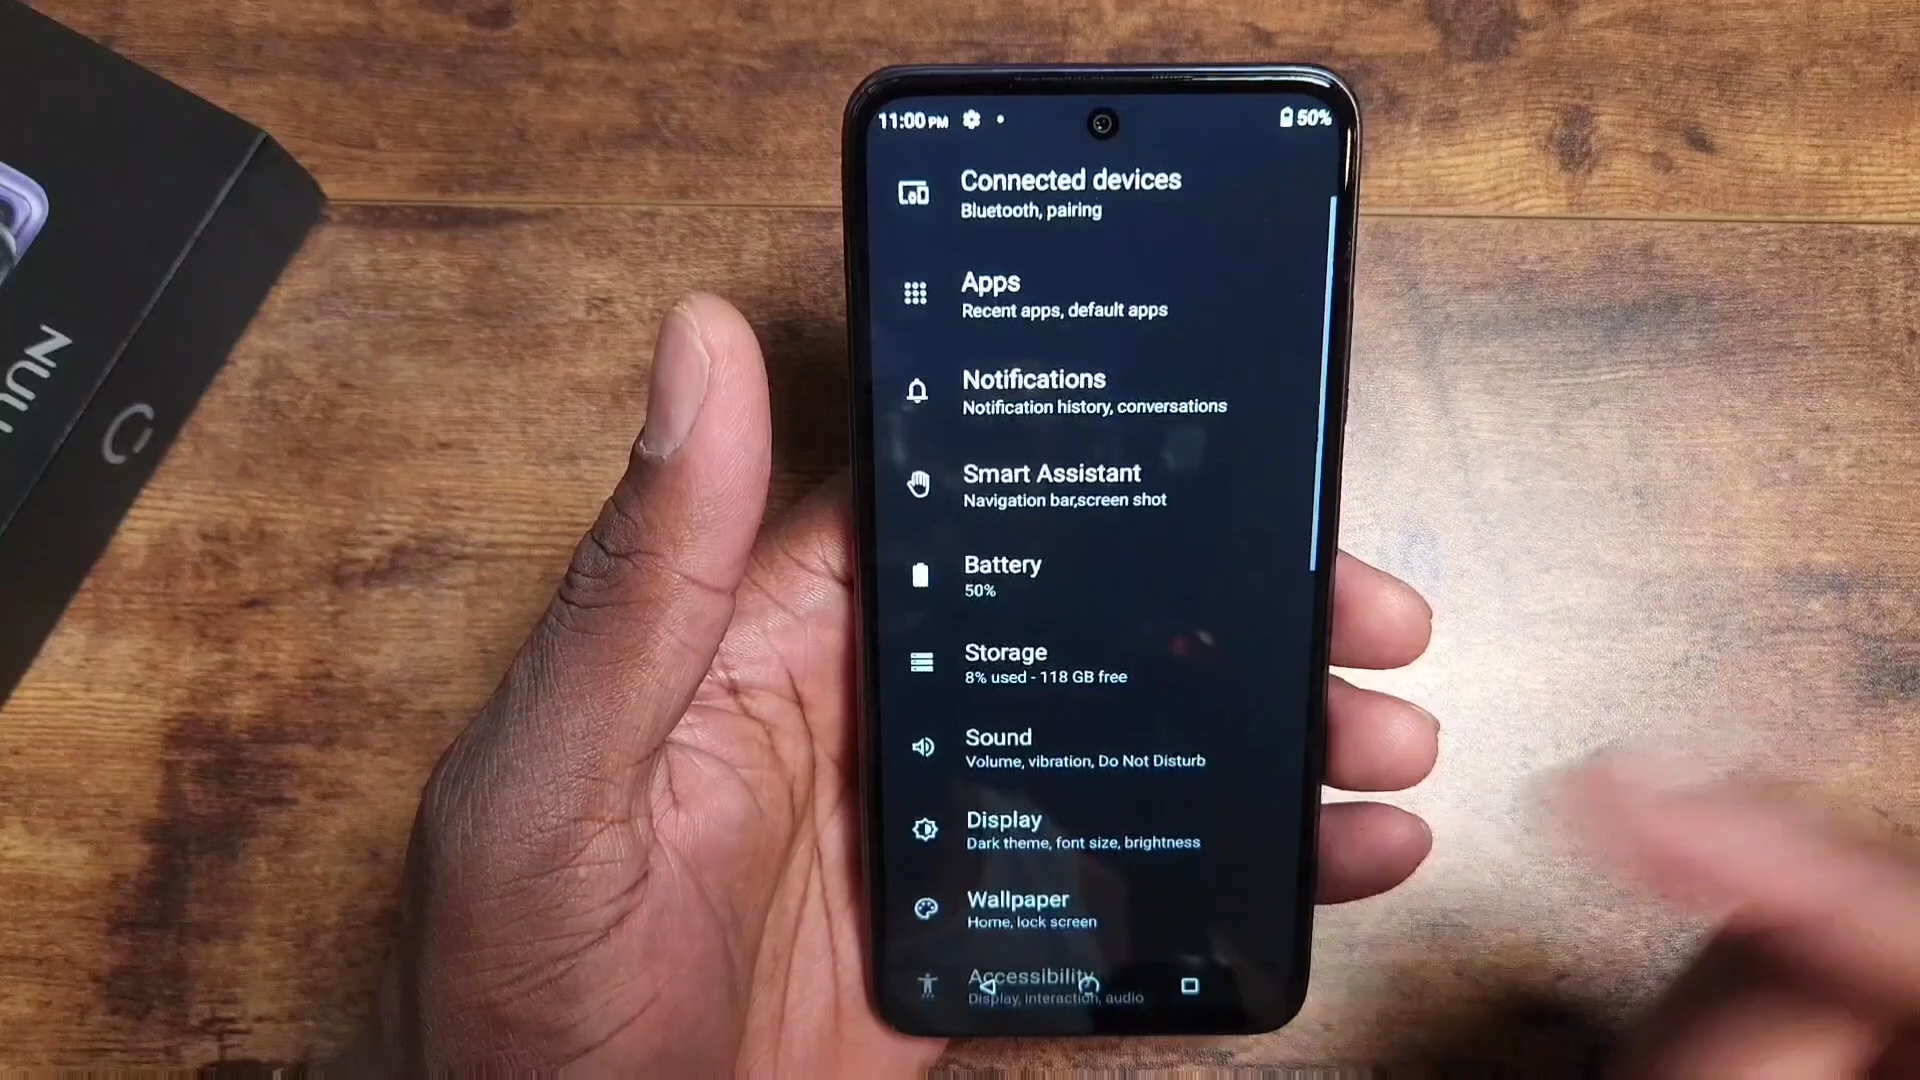 11:00 PM 50%
Connected devices
Bluetooth, pairing
Apps
Recent apps, default apps
Notifications
Notification history, conversations
Smart Assistant
Navigation bar,screen shot
Battery
50%
Storage
8% used - 118 GB free
Sound
Volume, vibration, Do Not Disturb
Display
Dark theme, font size, brightness
Wallpaper
Home, lock screen
Accessibility
Display, interaction, audio